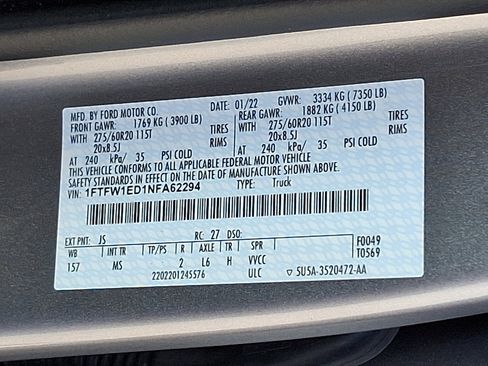 MFD. BY FORD MOTOR CO.
DATE: 01/22 GVWR: 3334 KG ( 7350 LB)
FRONT GAWR: 1769 KG ( 3900 LB) REAR GAWR: 1882 KG ( 4150 LB)
WITH 275/60R20 115T TIRES WITH 275/60R20 115T TIRES
20x8.5J RIMS 20x8.5J RIMS
AT 240 kPa/ 35 PSI COLD AT 240 kPa/ 35 PSI COLD
THIS VEHICLE CONFORMS TO ALL APPLICABLE FEDERAL MOTOR VEHICLE
SAFETY STANDARDS IN EFFECT ON THE DATE OF MANUFACTURE SHOWN ABOVE.
VIN: 1FTFW1ED1NFA62294 TYPE: Truck
EXT PNT: JS RC: 27 DSO: F0049
WB INT TR TP/PS R AXLE TR SPR T0569
157 MS 2 L6 H VVCC
2202201245576 ULC 5U5A-3520472-AA